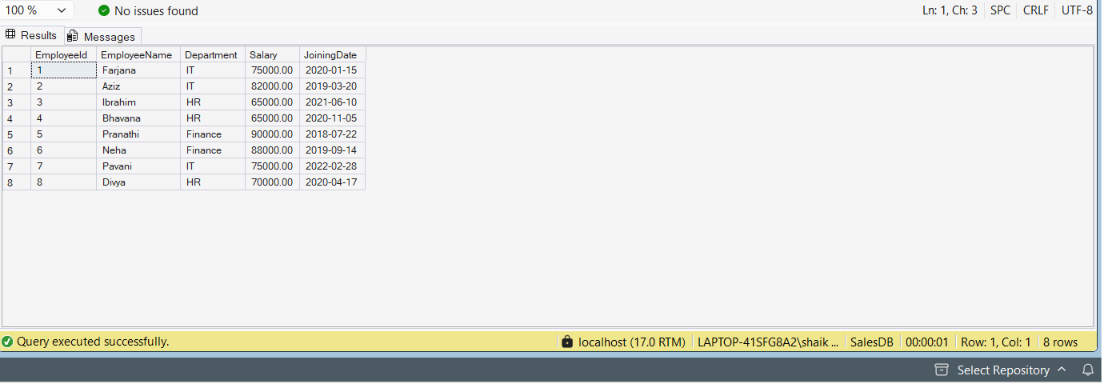 100 % No issues found Ln: 1, Ch: 3 SPC CRLF UTF-8
Results Messages
EmployeeId EmployeeName Department Salary JoiningDate
1 1 Farjana IT 75000.00 2020-01-15
2 2 Aziz IT 82000.00 2019-03-20
3 3 Ibrahim HR 65000.00 2021-06-10
4 4 Bhavana HR 65000.00 2020-11-05
5 5 Pranathi Finance 90000.00 2018-07-22
6 6 Neha Finance 88000.00 2019-09-14
7 7 Pavani IT 75000.00 2022-02-28
8 8 Divya HR 70000.00 2020-04-17
Query executed successfully. localhost (17.0 RTM) LAPTOP-41SFG8A2\shaik ... SalesDB 00:00:01 Row: 1, Col: 1 8 rows
Select Repository